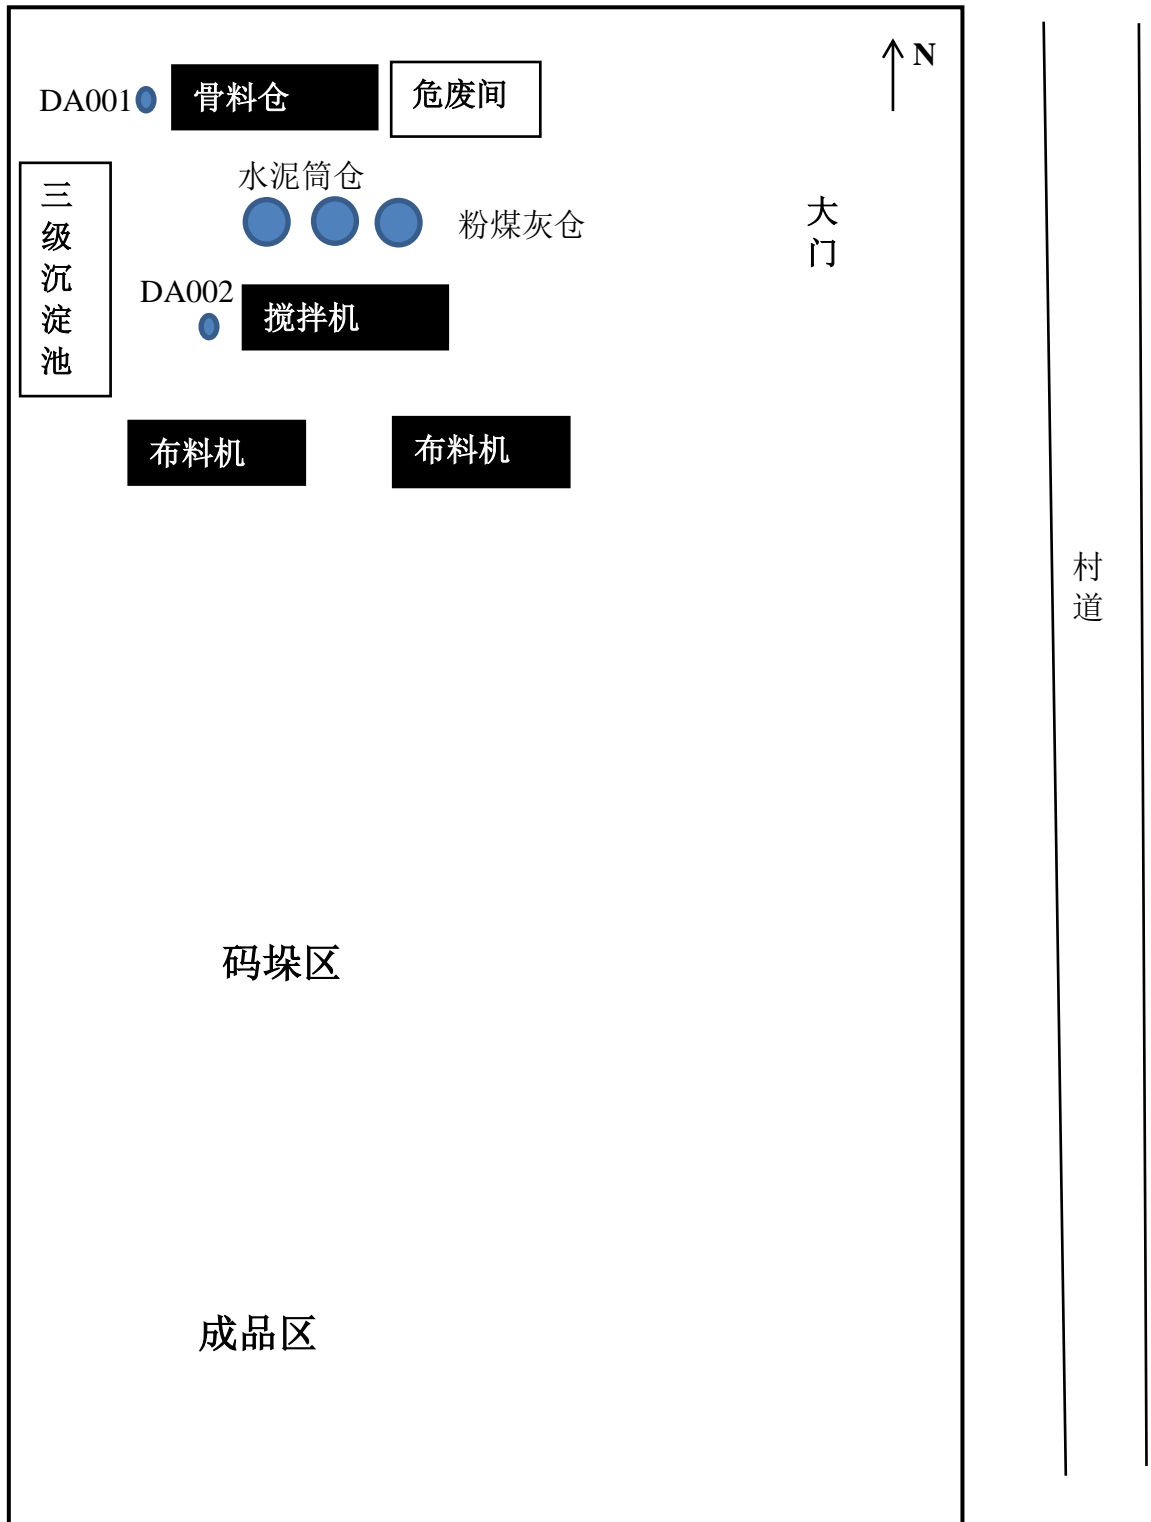 N
DA001
骨料仓
危废间
水泥筒仓
粉煤灰仓
大
门
三
级
沉
淀
池
DA002
搅拌机
布料机
布料机
村
道
码垛区
成品区